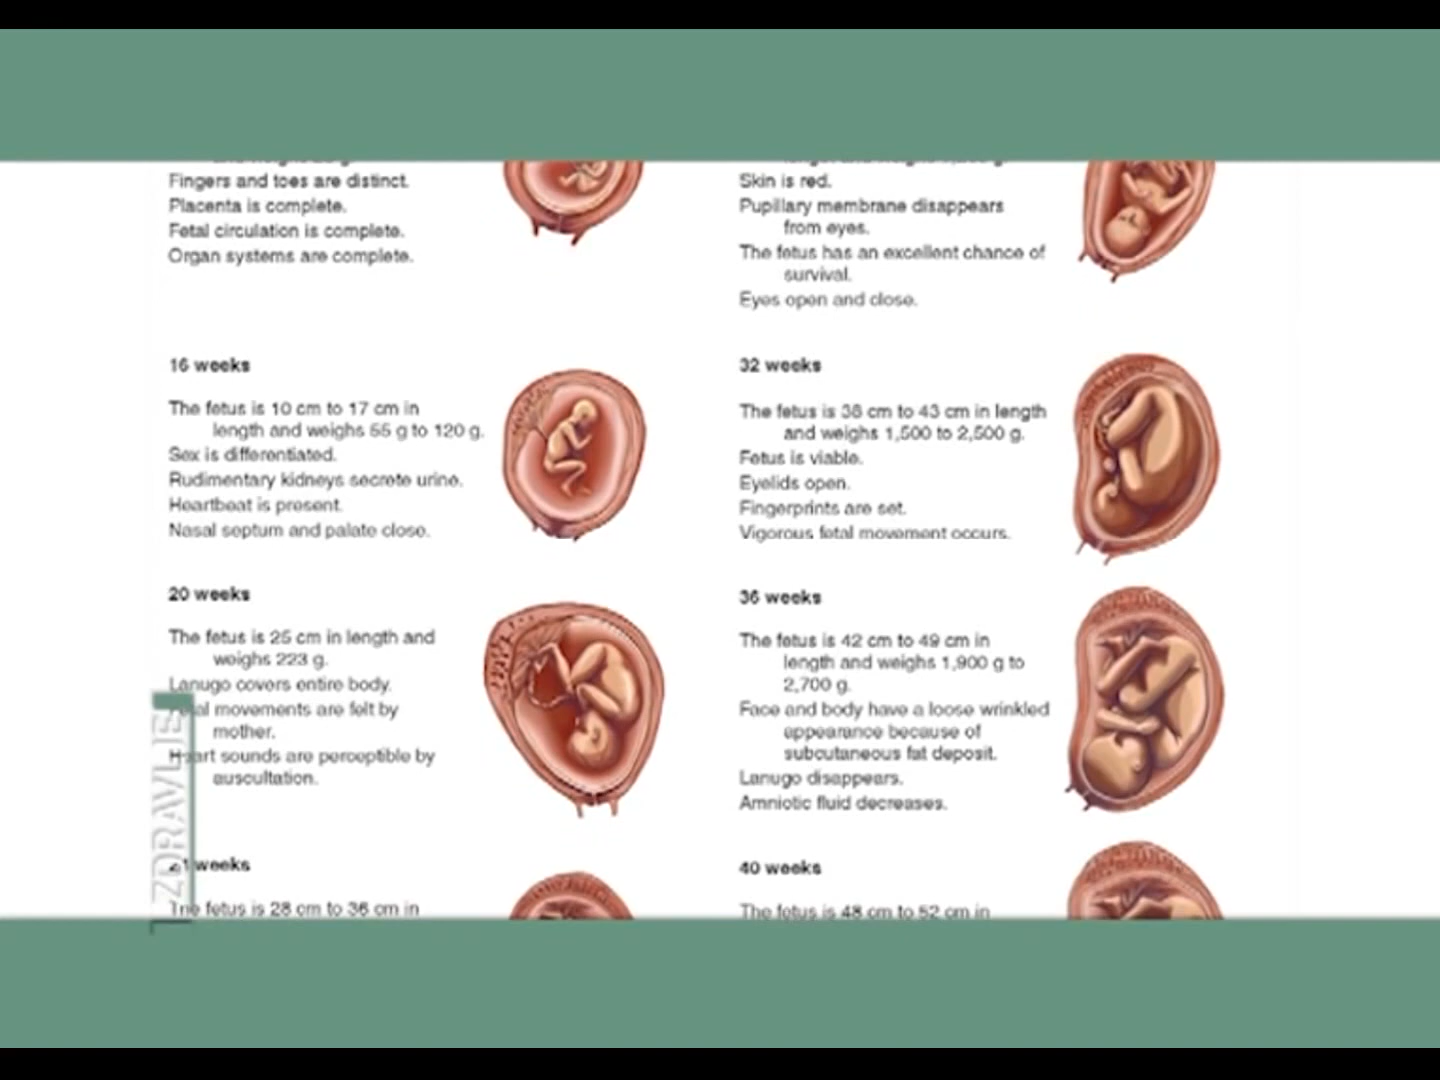 Fingers and toes are distinct.
Placenta is complete.
Fetal circulation is complete.
Organ systems are complete.
16 weeks
The fetus is 10 cm to 17 cm in
length and weighs 55 g to 120 g.
Sex is differentiated.
Rudimentary kidneys secrete urine.
Heartbeat is present.
Nasal septum and palate close.
20 weeks
The fetus is 25 cm in length and
weighs 223 g.
Lanugo covers entire body.
movements are felt by
mother.
Heart sounds are perceptible by
auscultation.
weeks
The fetus is 28 cm to 36 cm in
Skin is red.
Pupillary membrane disappears
from eyes.
The fetus has an excellent chance of
survival.
Eyes open and close.
32 weeks
The fetus is 38 cm to 43 cm in length
and weighs 1,500 to 2,500 g.
Fetus is viable.
Eyelids open.
Fingerprints are set.
Vigorous fetal movement occurs.
36 weeks
The fetus is 42 cm to 49 cm in
length and weighs 1,900 g to
2,700 g.
Face and body have a loose wrinkled
appearance because of
subcutaneous fat deposit.
Lanugo disappears.
Amniotic fluid decreases.
40 weeks
The fetus is 48 cm to 52 cm in
ZDRAVLJE